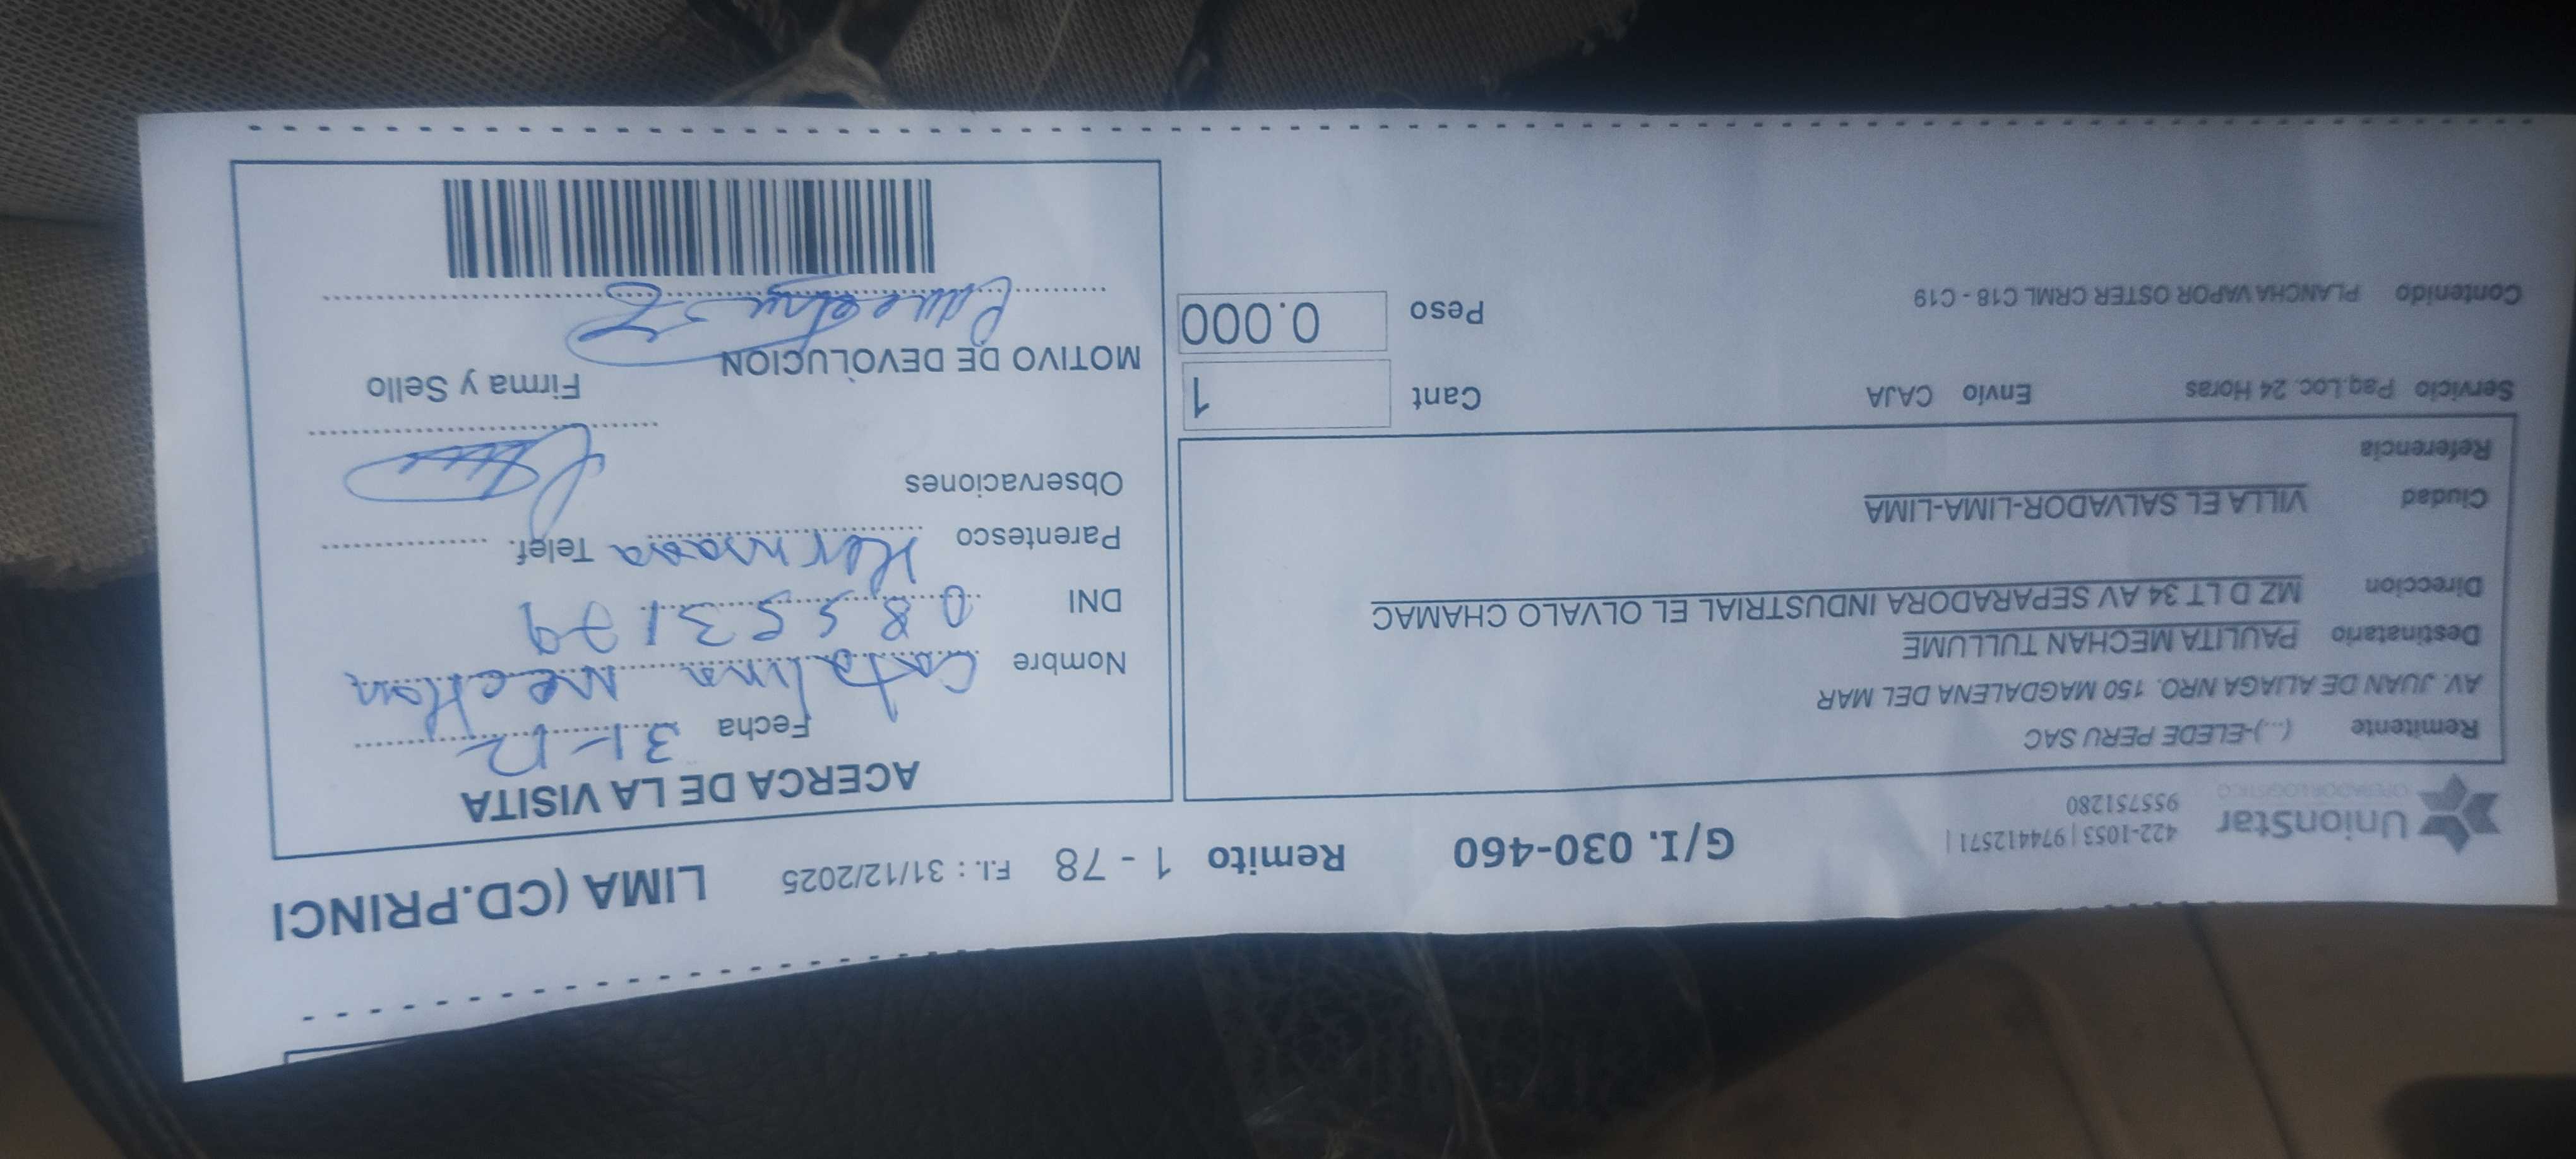 UnionStar
OPERADOR LOGISTICO
422-1053 | 974412571 |
955751280
G/I. 030-460
Remito 1 - 78
F.I. : 31/12/2025
LIMA (CD.PRINCI
Remitente (...)-ELEDE PERU SAC
AV. JUAN DE ALIAGA NRO. 150 MAGDALENA DEL MAR
Destinatario PAULITA MECHAN TULLUME
Direccion MZ D LT 34 AV SEPARADORA INDUSTRIAL EL OLVALO CHAMAC
Ciudad VILLA EL SALVADOR-LIMA-LIMA
Referencia
Servicio Paq.Loc. 24 Horas Envío CAJA
Cant 1
Contenido PLANCHA VAPOR OSTER CRML C18 - C19
Peso 0.000
ACERCA DE LA VISITA
Fecha 31-12
Nombre Catalina Mechan
DNI 08553179
Parentesco Hermana Telef.
Observaciones
Firma y Sello
MOTIVO DE DEVOLUCION